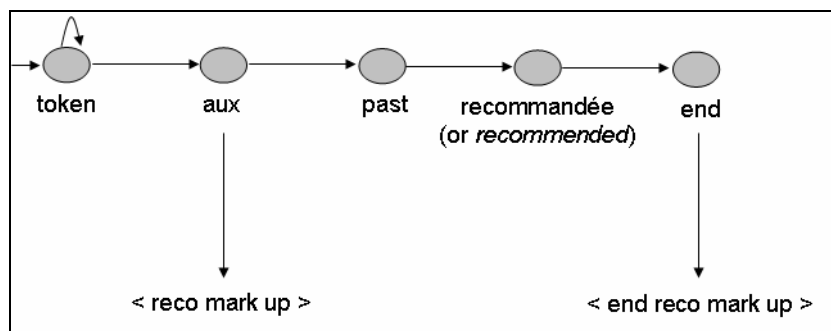 token
aux
past
recommandée
(or recommended)
end
< reco mark up >
< end reco mark up >